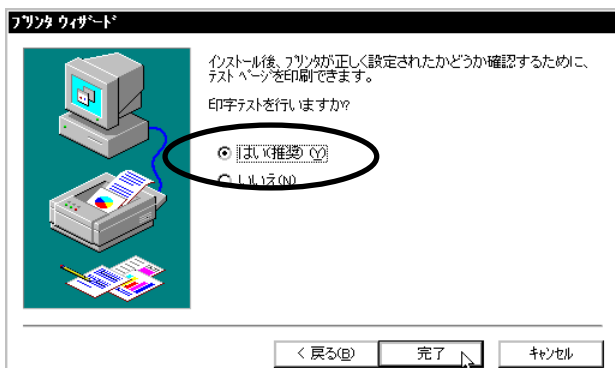 プリンタ ウィザード
インストール後、プリンタが正しく設定されたかどうか確認するために、
テスト ページを印刷できます。
印字テストを行いますか?
はい(推奨)(Y)
いいえ(N)
< 戻る(B)
完了
キャンセル